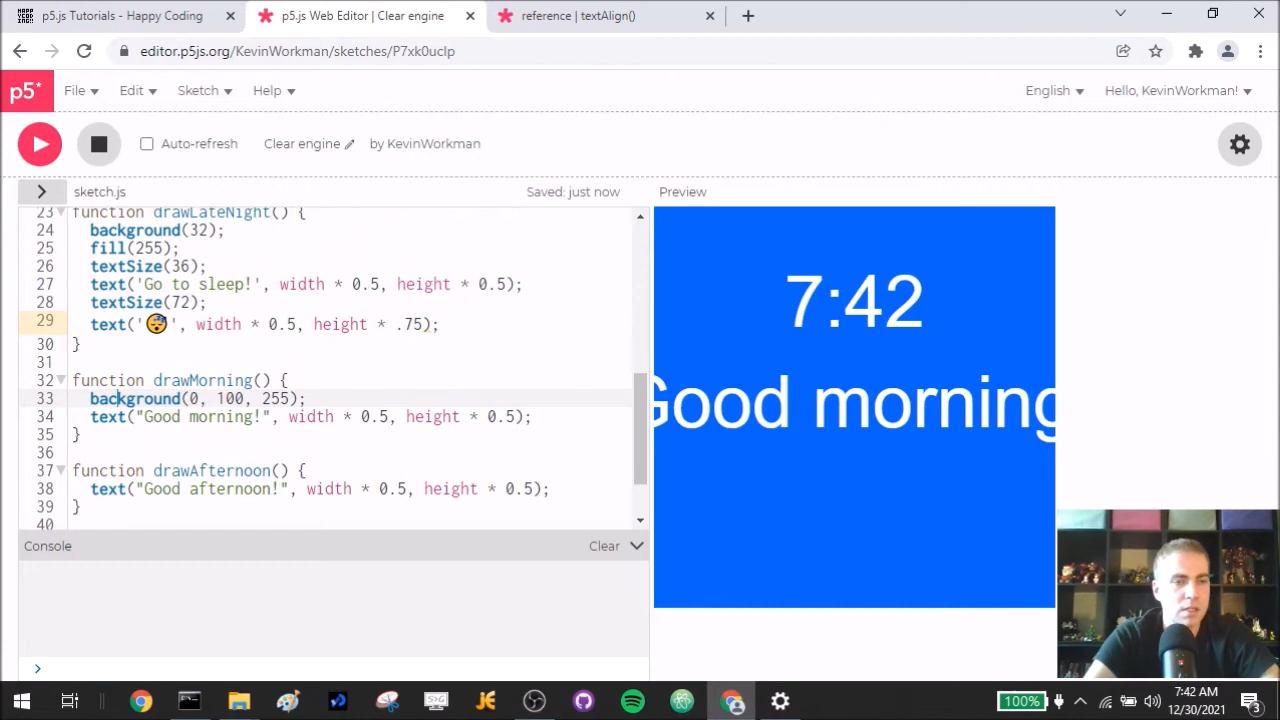 p5.js Tutorials - Happy Coding
p5.js Web Editor | Clear engine
reference | textAlign()
editor.p5js.org/KevinWorkman/sketches/P7xk0uclp
p5*
File
Edit
Sketch
Help
English
Hello, KevinWorkman!
Auto-refresh
Clear engine
by KevinWorkman
sketch.js
Saved: just now
Preview
23 function drawLateNight() {
24 background(32);
25 fill(255);
26 textSize(36);
27 text('Go to sleep!', width * 0.5, height * 0.5);
28 textSize(72);
29 text('😴', width * 0.5, height * .75);
30 }
31
32 function drawMorning() {
33 background(0, 100, 255);
34 text("Good morning!", width * 0.5, height * 0.5);
35 }
36
37 function drawAfternoon() {
38 text("Good afternoon!", width * 0.5, height * 0.5);
39 }
40
7:42
Good morning
Console
Clear
>
100%
7:42 AM
12/30/2021
3